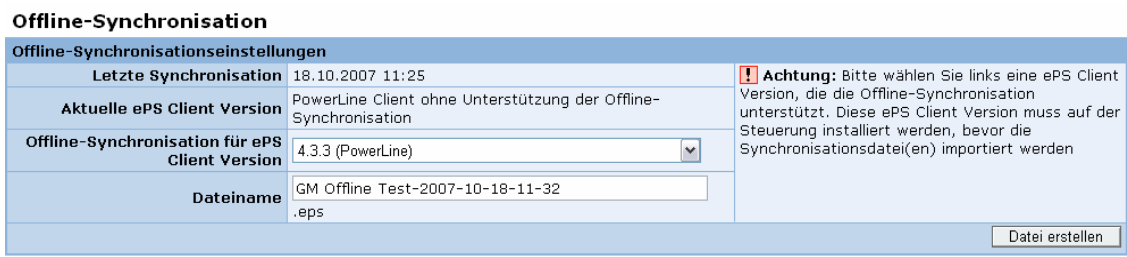 Offline-Synchronisation
Offline-Synchronisationseinstellungen
Letzte Synchronisation 18.10.2007 11:25
Aktuelle ePS Client Version PowerLine Client ohne Unterstützung der Offline-
Synchronisation
Offline-Synchronisation für ePS
Client Version 4.3.3 (PowerLine)
Dateiname GM Offline Test-2007-10-18-11-32
.eps
! Achtung: Bitte wählen Sie links eine ePS Client
Version, die die Offline-Synchronisation
unterstützt. Diese ePS Client Version muss auf der
Steuerung installiert werden, bevor die
Synchronisationsdatei(en) importiert werden
Datei erstellen